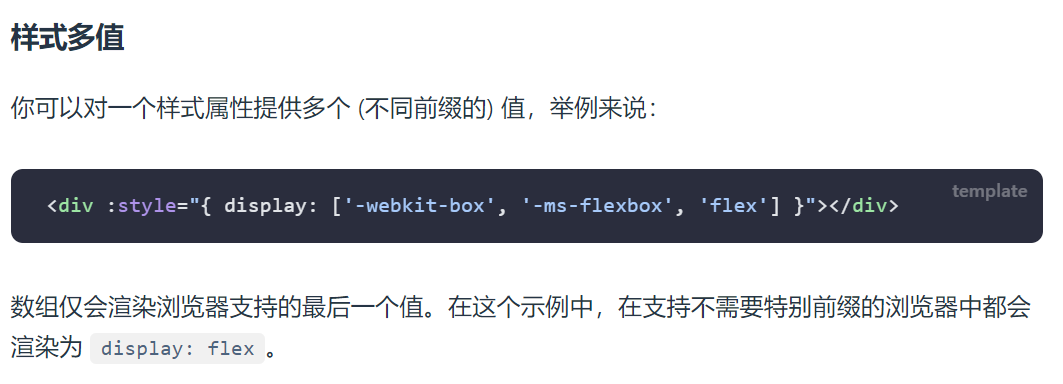 样式多值
你可以对一个样式属性提供多个 (不同前缀的) 值，举例来说：
template
<div :style="{ display: ['-webkit-box', '-ms-flexbox', 'flex'] }"></div>
数组仅会渲染浏览器支持的最后一个值。在这个示例中，在支持不需要特别前缀的浏览器中都会
渲染为 display: flex 。